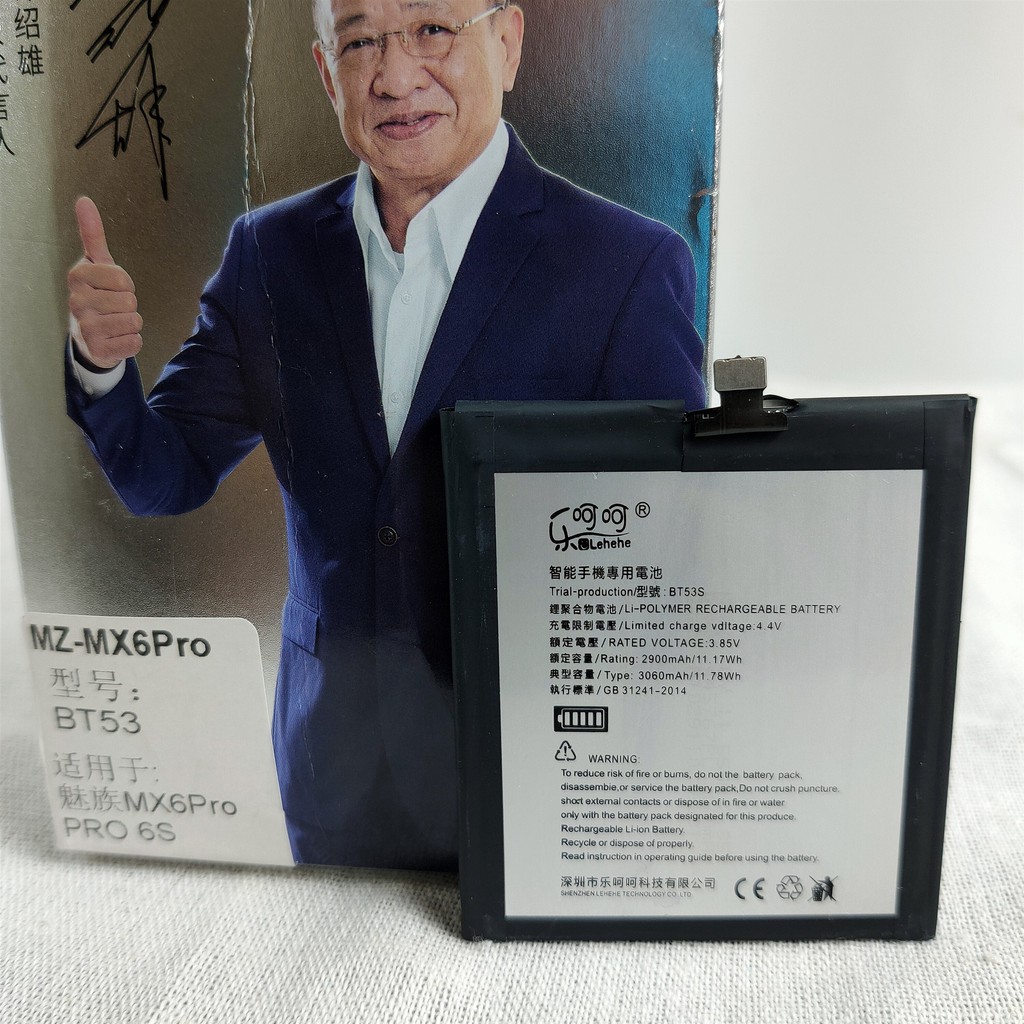 绍雄
MZ-MX6Pro
型号：
BT53
适用于:
魅族MX6Pro
PRO 6S
乐呵呵®
Lehehe
智能手機專用電池
Trial-production/型號: BT53S
鋰聚合物電池/Li-POLYMER RECHARGEABLE BATTERY
充電限制電壓/Limited charge vdltage:4.4V
額定電壓/RATED VOLTAGE:3.85V
額定容量/Rating: 2900mAh/11.17Wh
典型容量/Type: 3060mAh/11.78Wh
執行標準/GB 31241-2014
WARNING:
To reduce risk of fire or bums, do not the battery pack,
disassembie,or service the battery pack,Do not crush puncture,
shoct external contacts or dispose of in fire or water
only with the battery pack designated for this produce.
Rechargeable Li-ion Battery.
Recycle or dispose of properly.
Read instruction in operating guide before using the battery.
深圳市乐呵呵科技有限公司
SHENZHEN LEHEHE TECHNOLOGY CO.,LTD.
CE